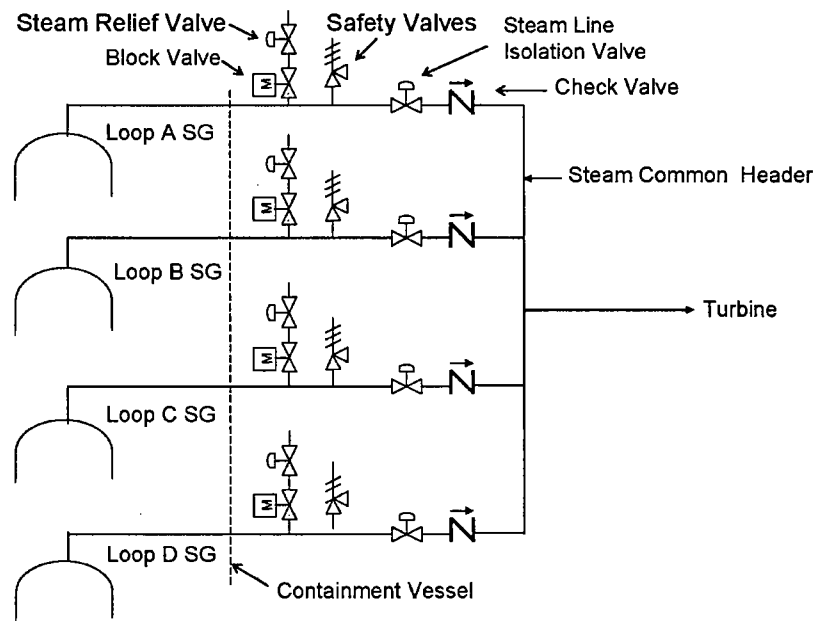 Steam Relief Valve
Safety Valves
Steam Line
Isolation Valve
Block Valve
M
Check Valve
Loop A SG
Steam Common Header
M
Loop B SG
Turbine
M
Loop C SG
M
Loop D SG
Containment Vessel